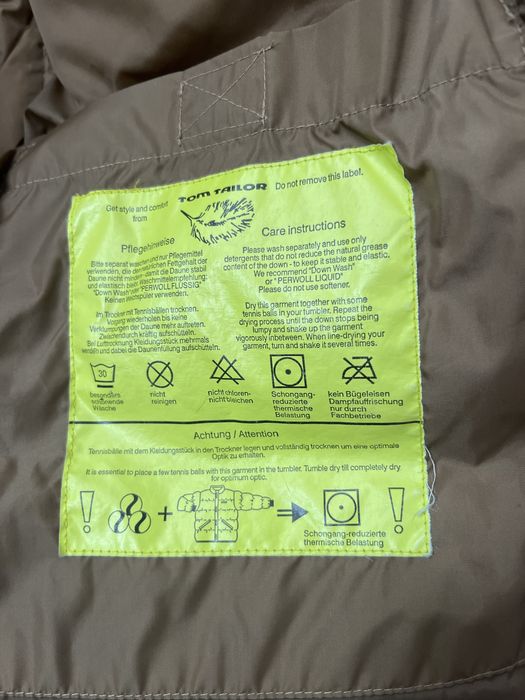 Get style and comfort
from
TOM TAILOR
Do not remove this label.
Pflegehinweise
Bitte separat waschen und nur Pflegemittel
verwenden, die den natürlichen Fettgehalt der
Daune nicht mindern - damit die Daune stabil
und elastisch bleibt. Waschmittelempfehlung:
"Down Wash" oder "PERWOLL FLÜSSIG"
Keinen Weichspüler verwenden.
Im Trockner mit Tennisbällen trocknen.
Vorgang wiederholen bis keine
Verklumpungen der Daune mehr auftreten.
Zwischendurch kräftig aufschütteln.
Bei Lufttrocknung Kleidungsstück mehrmals
wenden und dabei die Daunenfüllung aufschütteln.
Care instructions
Please wash separately and use only
detergents that do not reduce the natural grease
content of the down - to keep it stable and elastic.
We recommend "Down Wash"
or "PERWOLL LIQUID"
Please do not use softener.
Dry this garment together with some
tennis balls in your tumbler. Repeat the
drying process until the down stops being
lumpy and shake up the garment
vigorously inbetween. When line-drying your
garment, turn and shake it several times.
30
besonders
schonende
Wäsche
nicht
reinigen
nicht chloren-
nicht bleichen
Schongang-
reduzierte
thermische
Belastung
kein Bügeleisen
Dampfauffrischung
nur durch
Fachbetriebe
Achtung / Attention
Tennisbälle mit dem Kleidungsstück in den Trockner legen und vollständig trocknen um eine optimale
Optik zu erhalten.
It is essential to place a few tennis balls with this garment in the tumbler. Tumble dry till completely dry
for optimum optic.
! + ⇒ !
Schongang-reduzierte
thermische Belastung